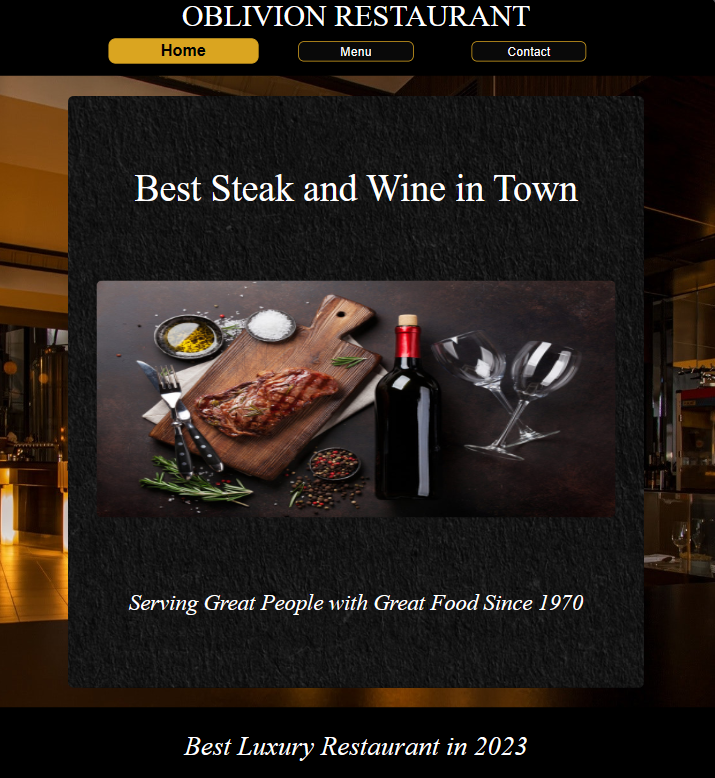 OBLIVION RESTAURANT
Home Menu Contact
Best Steak and Wine in Town
Serving Great People with Great Food Since 1970
Best Luxury Restaurant in 2023